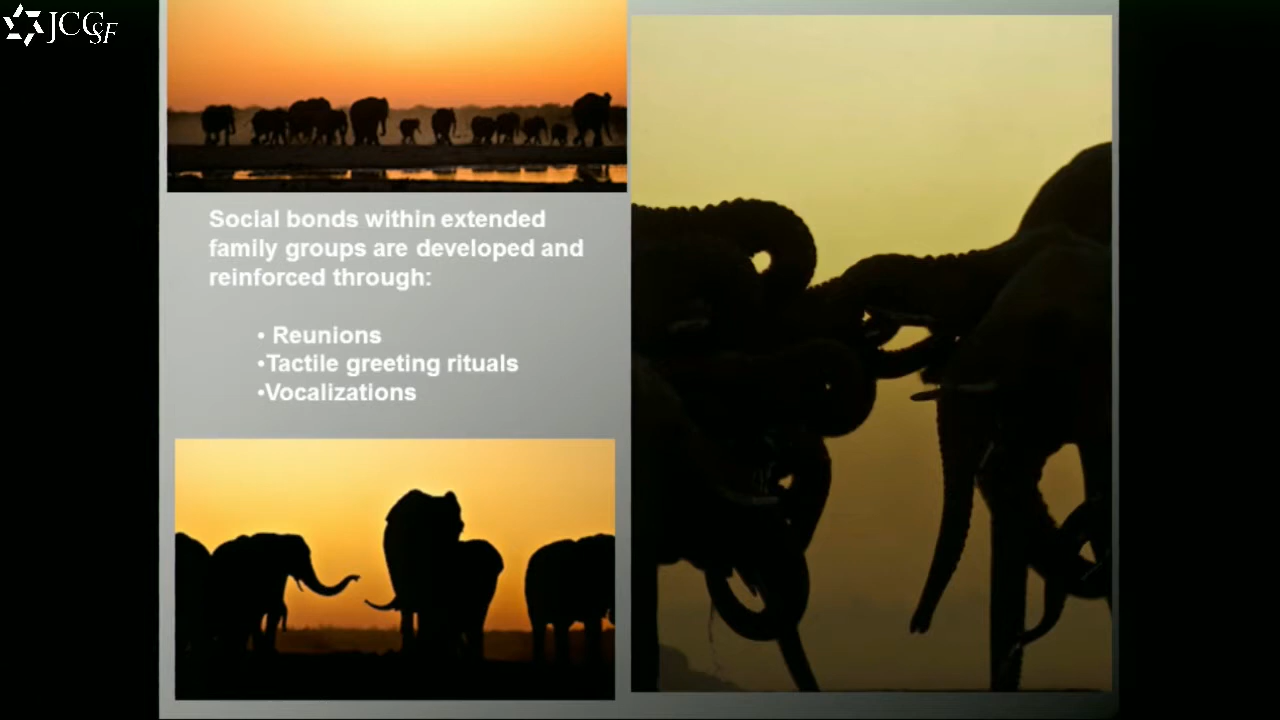 JCCSF
Social bonds within extended
family groups are developed and
reinforced through:
• Reunions
•Tactile greeting rituals
•Vocalizations